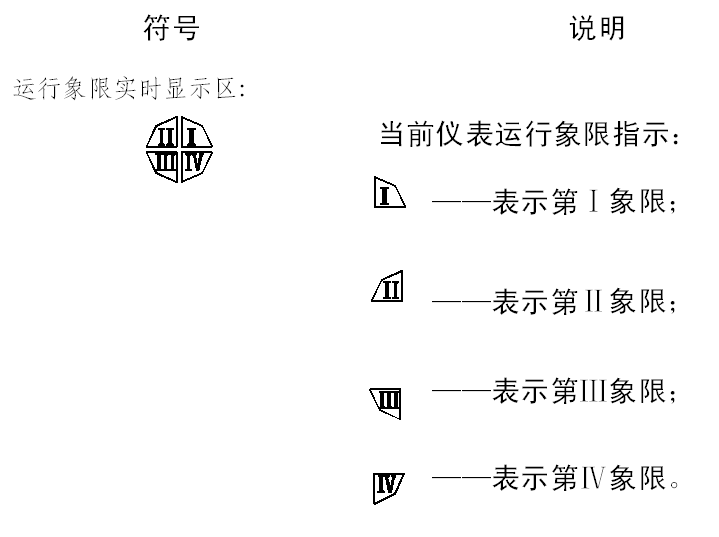 符号 说明
运行象限实时显示区:
II I
III IV
当前仪表运行象限指示:
I ——表示第Ⅰ象限;
II ——表示第Ⅱ象限;
III ——表示第Ⅲ象限;
IV ——表示第Ⅳ象限。